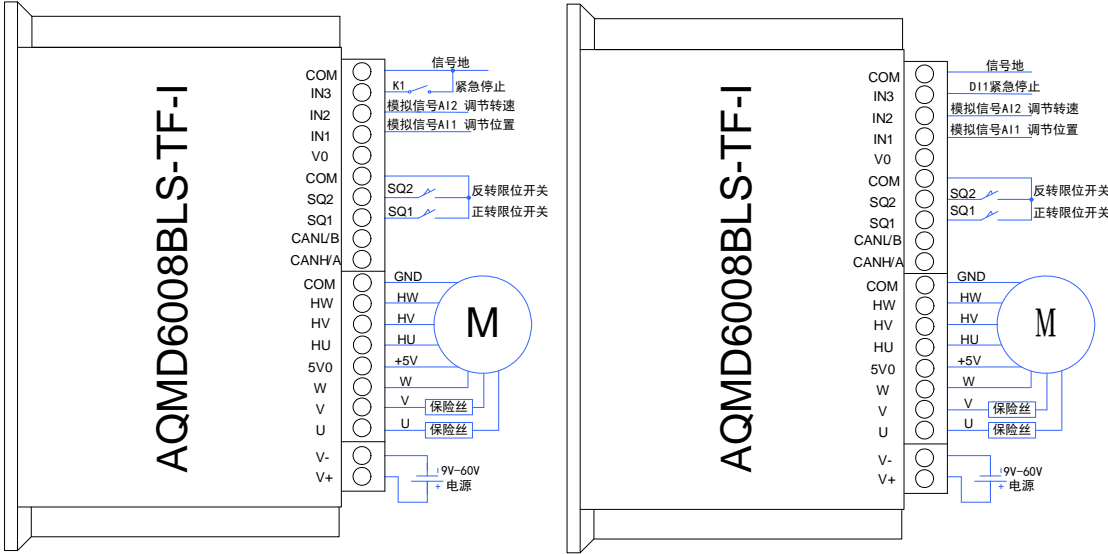 AQMD6008BLS-TF-I
COM
IN3
IN2
IN1
V0
COM
SQ2
SQ1
CANL/B
CANH/A
COM
HW
HV
HU
5V0
W
V
U
V-
V+
信号地
K1 紧急停止
模拟信号AI2 调节转速
模拟信号AI1 调节位置
SQ2 反转限位开关
SQ1 正转限位开关
GND
HW
HV
HU
+5V
W
V 保险丝
U 保险丝
M
9V-60V
+ 电源
AQMD6008BLS-TF-I
COM
IN3
IN2
IN1
V0
COM
SQ2
SQ1
CANL/B
CANH/A
COM
HW
HV
HU
5V0
W
V
U
V-
V+
信号地
DI1紧急停止
模拟信号AI2 调节转速
模拟信号AI1 调节位置
SQ2 反转限位开关
SQ1 正转限位开关
GND
HW
HV
HU
+5V
W
V 保险丝
U 保险丝
M
9V-60V
+ 电源